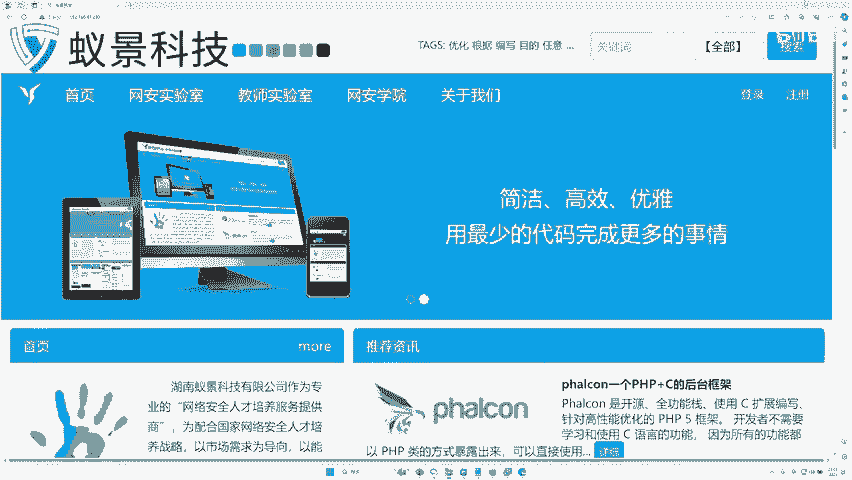 蚁景科技
TAGS: 优化 根据 编写 目的 任意 ...
关键词
【全部】
首页 网安实验室 教师实验室 网安学院 关于我们
登录 注册
简洁、高效、优雅
用最少的代码完成更多的事情
首页 more
推荐资讯
湖南蚁景科技有限公司作为专
业的“网络安全人才培养服务提供
商”，为配合国家网络安全人才培
养战略，以市场需求为导向，以能
phalcon
phalcon一个PHP+C的后台框架
Phalcon 是开源、全功能栈、使用 C 扩展编写、
针对高性能优化的 PHP 5 框架。 开发者不需要
学习和使用 C 语言的功能， 因为所有的功能都
以 PHP 类的方式暴露出来，可以直接使用...
详细